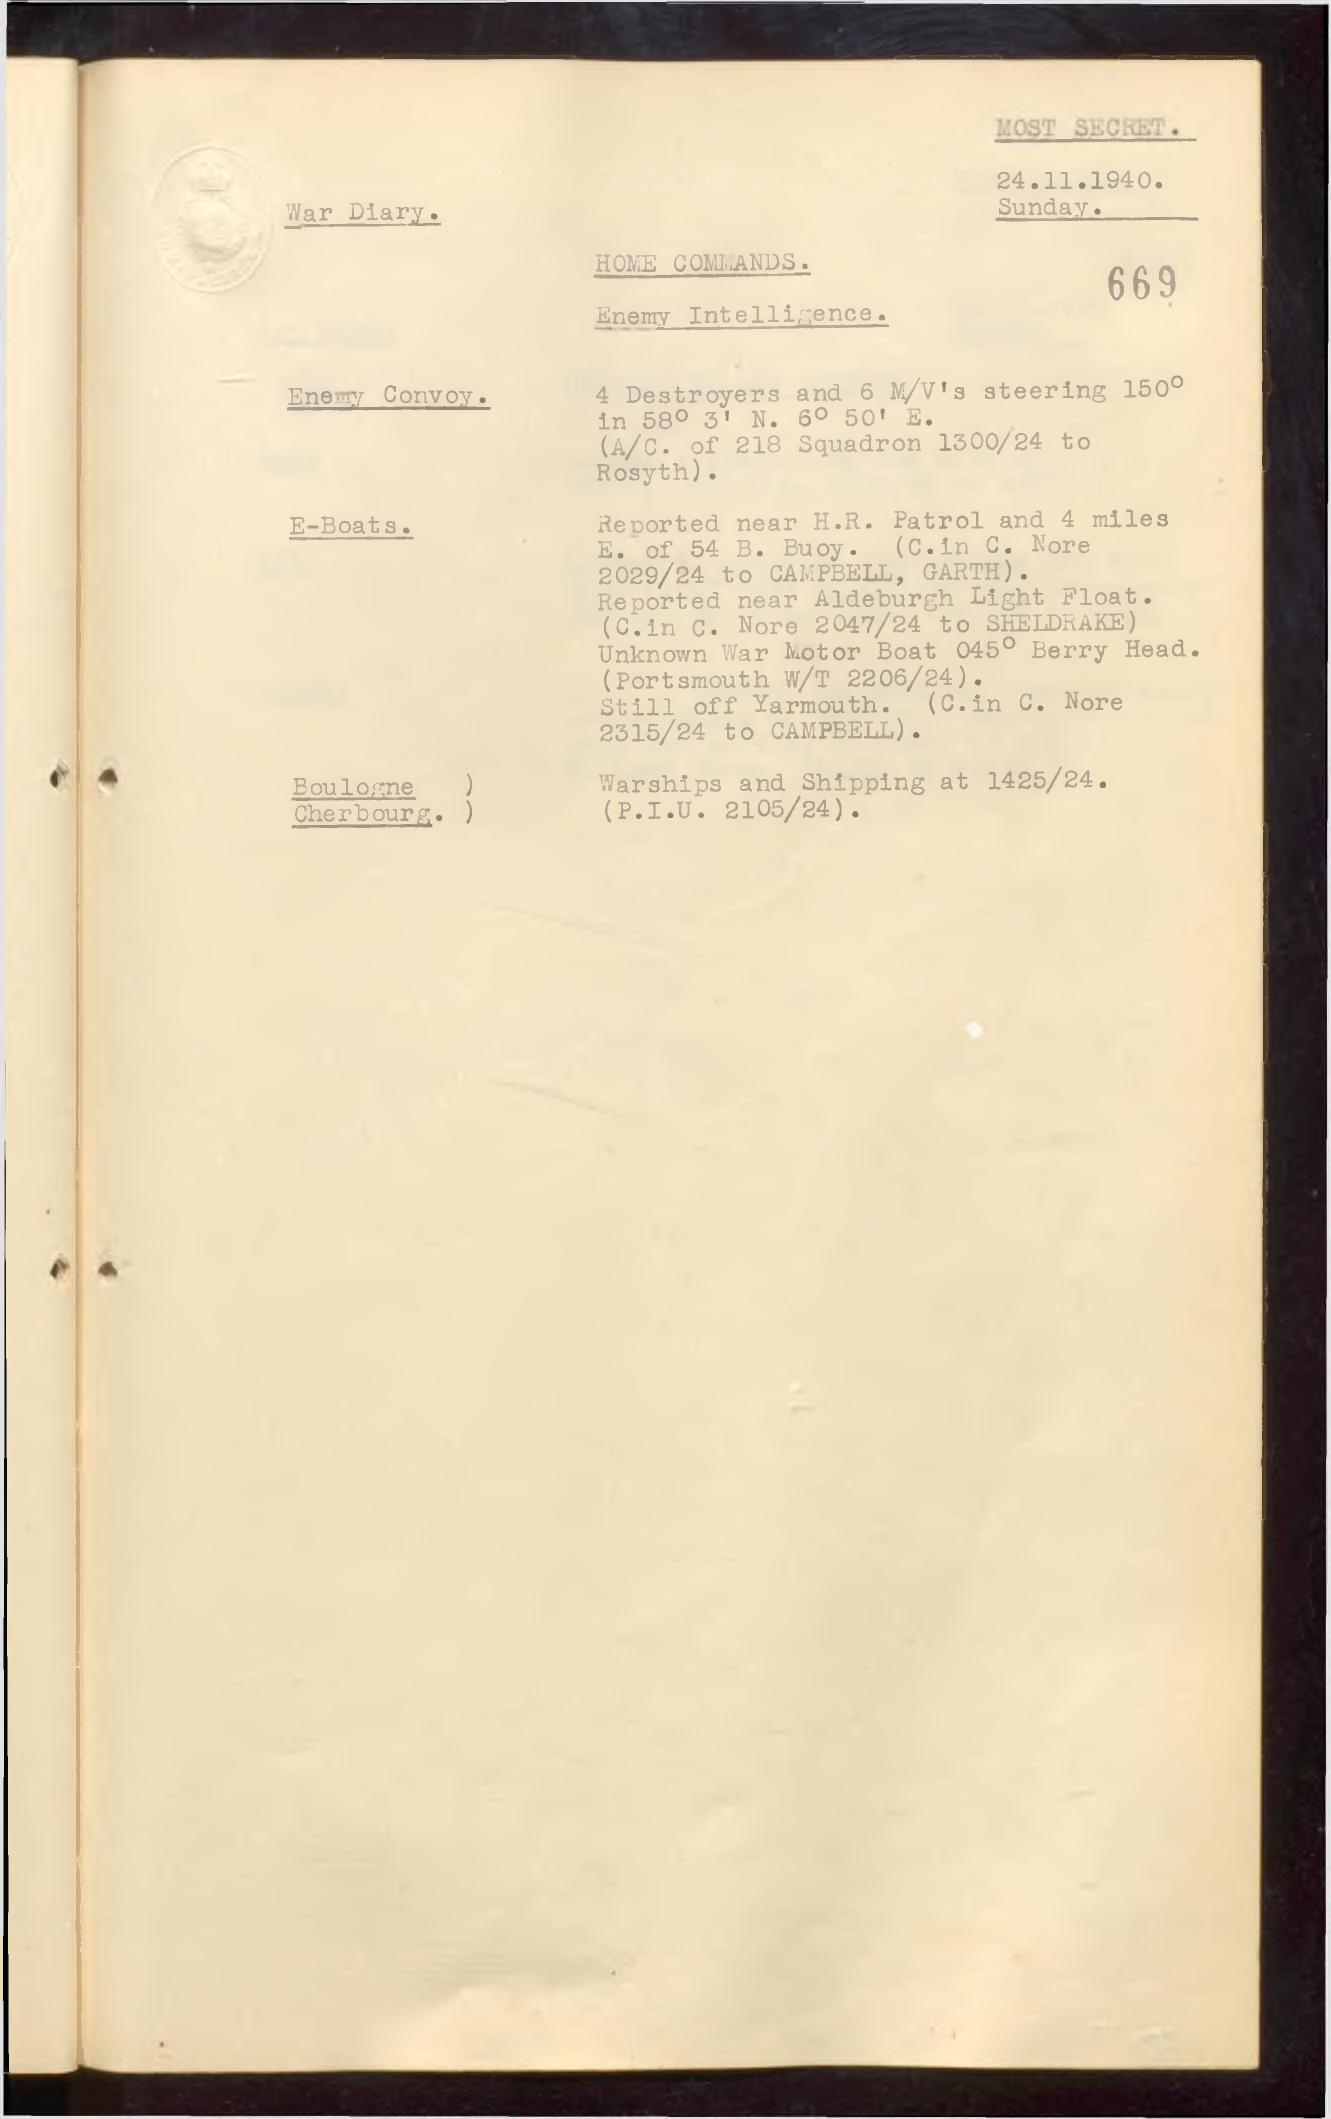 MOST SECRET.
24.11.1940.
Sunday.
War Diary.
HOME COMMANDS.
669
Enemy Intelligence.
Enemy Convoy.
4 Destroyers and 6 M/V's steering 150°
in 58° 3' N. 6° 50' E.
(A/C. of 218 Squadron 1300/24 to
Rosyth).
E-Boats.
Reported near H.R. Patrol and 4 miles
E. of 54 B. Buoy. (C.in C. Nore
2029/24 to CAMPBELL, GARTH).
Reported near Aldeburgh Light Float.
(C.in C. Nore 2047/24 to SHELDRAKE)
Unknown War Motor Boat 045° Berry Head.
(Portsmouth W/T 2206/24).
Still off Yarmouth. (C.in C. Nore
2315/24 to CAMPBELL).
Boulogne )
Cherbourg. )
Warships and Shipping at 1425/24.
(P.I.U. 2105/24).